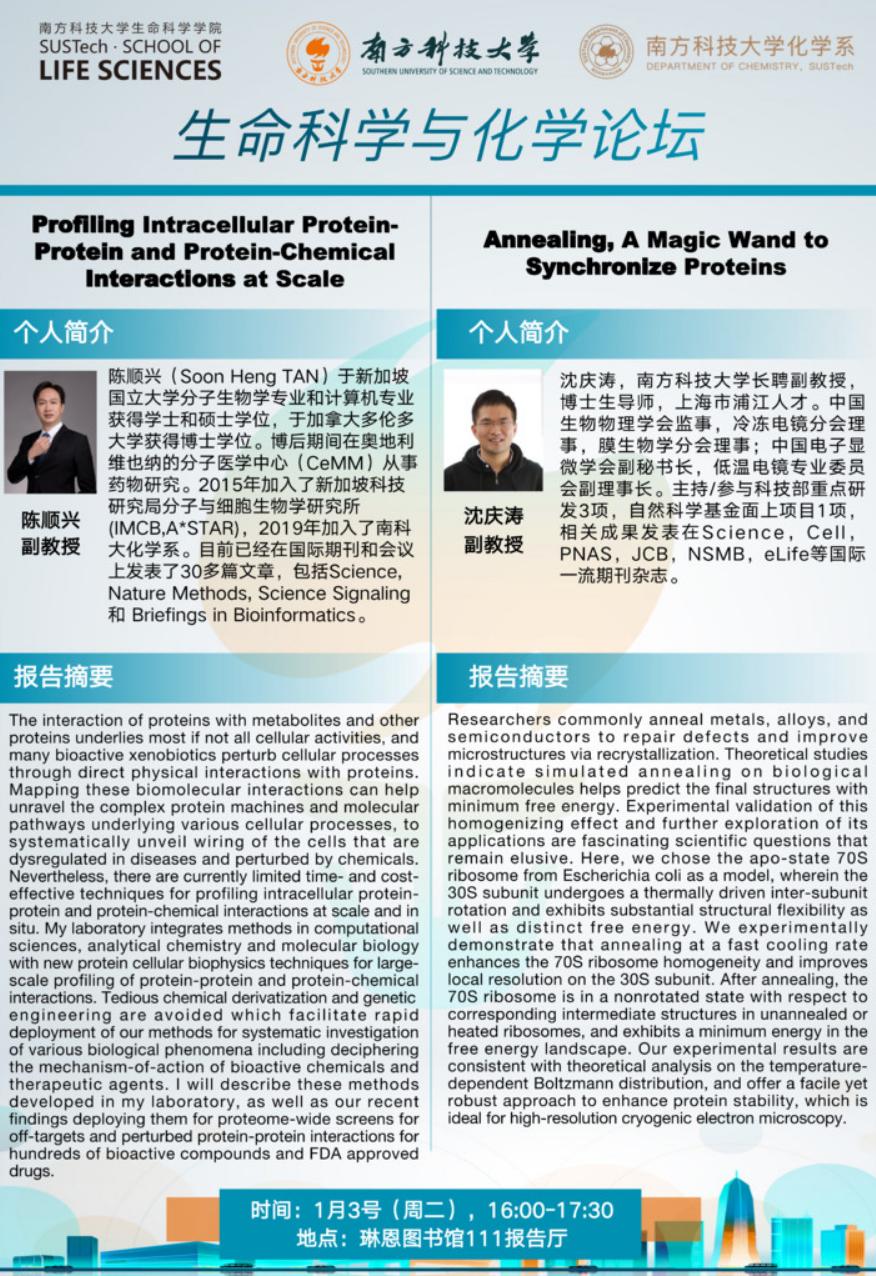 南方科技大学生命科学学院
SUSTech · SCHOOL OF
LIFE SCIENCES
南方科技大学
SOUTHERN UNIVERSITY OF SCIENCE AND TECHNOLOGY
南方科技大学化学系
DEPARTMENT OF CHEMISTRY, SUSTech
生命科学与化学论坛
Profiling Intracellular Protein-
Protein and Protein-Chemical
Interactions at Scale
个人简介
陈顺兴（Soon Heng TAN）于新加坡
国立大学分子生物学专业和计算机专业
获得学士和硕士学位，于加拿大多伦多
大学获得博士学位。博后期间在奥地利
维也纳的分子医学中心（CeMM）从事
药物研究。2015年加入了新加坡科技
研究局分子与细胞生物学研究所
(IMCB,A*STAR)，2019年加入了南科
大化学系。目前已经在国际期刊和会议
上发表了30多篇文章，包括Science,
Nature Methods, Science Signaling
和 Briefings in Bioinformatics。
陈顺兴
副教授
报告摘要
The interaction of proteins with metabolites and other
proteins underlies most if not all cellular activities, and
many bioactive xenobiotics perturb cellular processes
through direct physical interactions with proteins.
Mapping these biomolecular interactions can help
unravel the complex protein machines and molecular
pathways underlying various cellular processes, to
systematically unveil wiring of the cells that are
dysregulated in diseases and perturbed by chemicals.
Nevertheless, there are currently limited time- and cost-
effective techniques for profiling intracellular protein-
protein and protein-chemical interactions at scale and in
situ. My laboratory integrates methods in computational
sciences, analytical chemistry and molecular biology
with new protein cellular biophysics techniques for large-
scale profiling of protein-protein and protein-chemical
interactions. Tedious chemical derivatization and genetic
engineering are avoided which facilitate rapid
deployment of our methods for systematic investigation
of various biological phenomena including deciphering
the mechanism-of-action of bioactive chemicals and
therapeutic agents. I will describe these methods
developed in my laboratory, as well as our recent
findings deploying them for proteome-wide screens for
off-targets and perturbed protein-protein interactions for
hundreds of bioactive compounds and FDA approved
drugs.
Annealing, A Magic Wand to
Synchronize Proteins
个人简介
沈庆涛，南方科技大学长聘副教授，
博士生导师，上海市浦江人才。中国
生物物理学会监事，冷冻电镜分会理
事，膜生物学分会理事；中国电子显
微学会副秘书长，低温电镜专业委员
会副理事长。主持/参与科技部重点研
发3项，自然科学基金面上项目1项，
相关成果发表在Science，Cell，
PNAS，JCB，NSMB，eLife等国际
一流期刊杂志。
沈庆涛
副教授
报告摘要
Researchers commonly anneal metals, alloys, and
semiconductors to repair defects and improve
microstructures via recrystallization. Theoretical studies
indicate simulated annealing on biological
macromolecules helps predict the final structures with
minimum free energy. Experimental validation of this
homogenizing effect and further exploration of its
applications are fascinating scientific questions that
remain elusive. Here, we chose the apo-state 70S
ribosome from Escherichia coli as a model, wherein the
30S subunit undergoes a thermally driven inter-subunit
rotation and exhibits substantial structural flexibility as
well as distinct free energy. We experimentally
demonstrate that annealing at a fast cooling rate
enhances the 70S ribosome homogeneity and improves
local resolution on the 30S subunit. After annealing, the
70S ribosome is in a nonrotated state with respect to
corresponding intermediate structures in unannealed or
heated ribosomes, and exhibits a minimum energy in the
free energy landscape. Our experimental results are
consistent with theoretical analysis on the temperature-
dependent Boltzmann distribution, and offer a facile yet
robust approach to enhance protein stability, which is
ideal for high-resolution cryogenic electron microscopy.
时间：1月3号（周二），16:00-17:30
地点：琳恩图书馆111报告厅